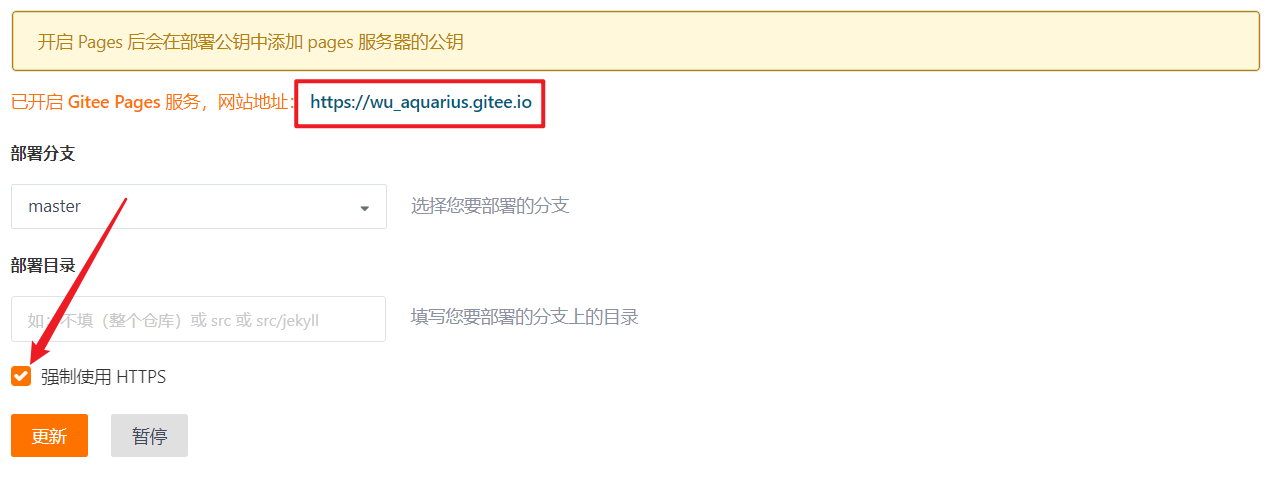 开启 Pages 后会在部署公钥中添加 pages 服务器的公钥
已开启 Gitee Pages 服务，网站地址： https://wu_aquarius.gitee.io
部署分支
master 选择您要部署的分支
部署目录
如：不填（整个仓库）或 src 或 src/jekyll 填写您要部署的分支上的目录
强制使用 HTTPS
更新 暂停